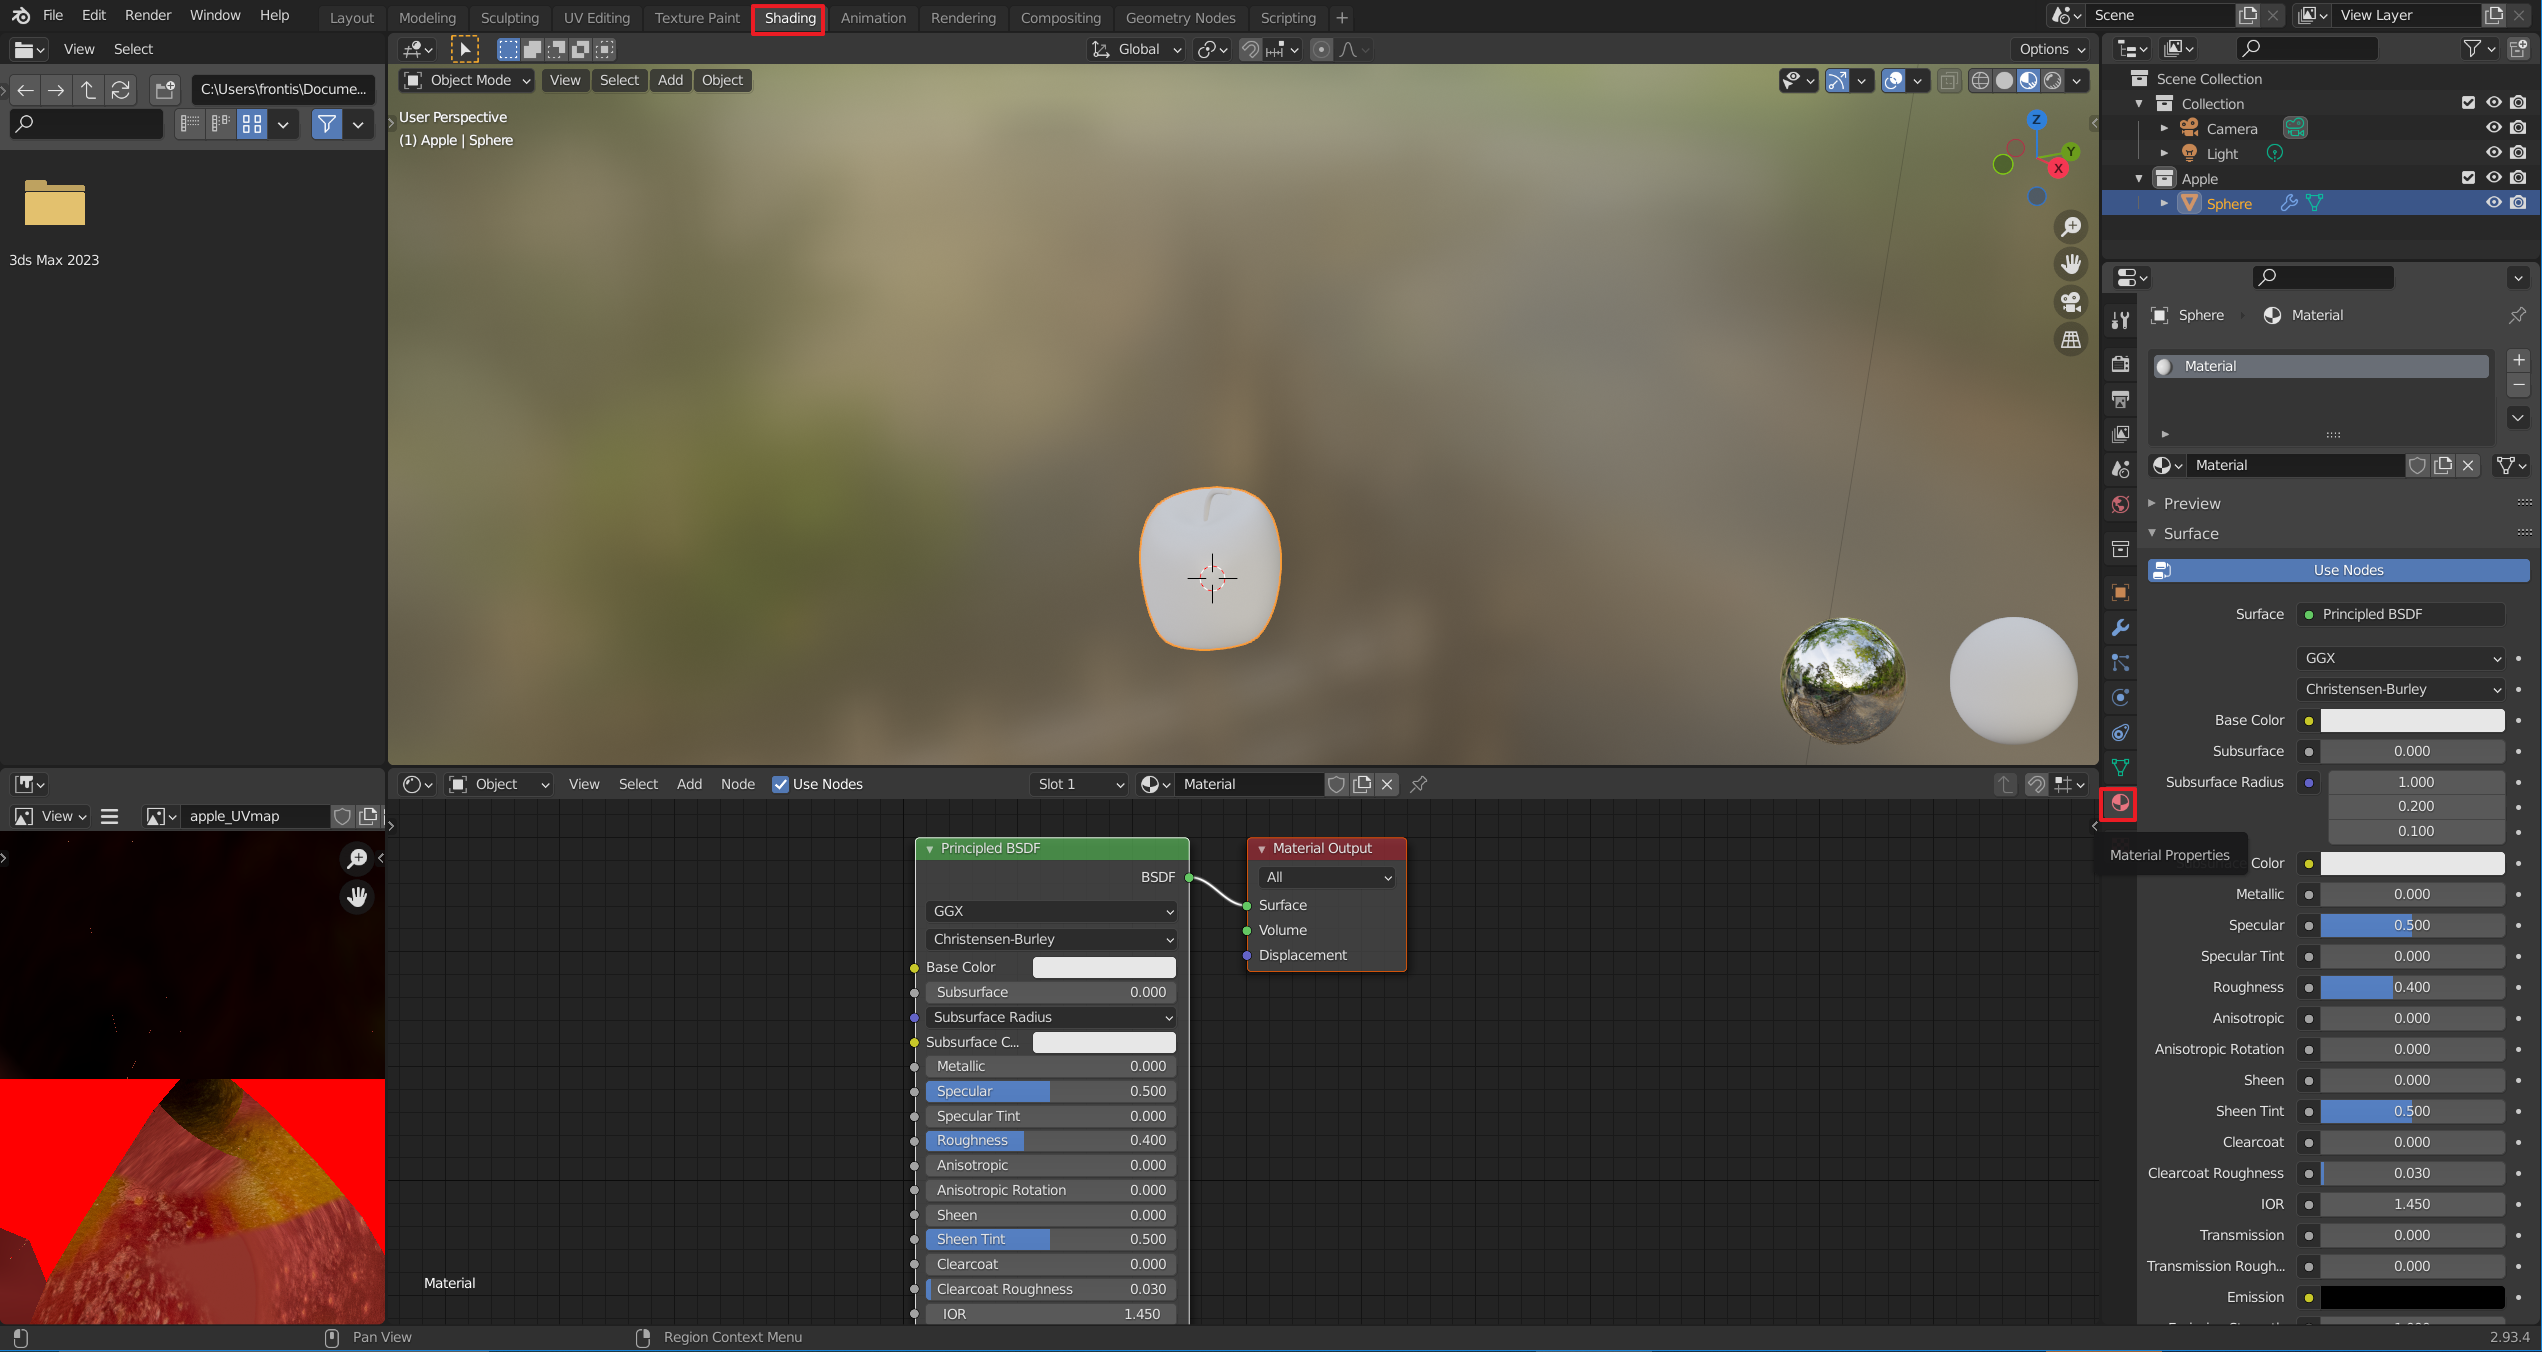 File Edit Render Window Help
Layout Modeling Sculpting UV Editing Texture Paint Shading Animation Rendering Compositing Geometry Nodes Scripting +
Scene
View Layer
View Select
Global
Options
C:\Users\frontis\Docume...
Object Mode View Select Add Object
User Perspective
(1) Apple | Sphere
Z
Y
X
3ds Max 2023
Scene Collection
Collection
Camera
Light
Apple
Sphere
Sphere Material
Material
Material
Preview
Surface
Use Nodes
Surface Principled BSDF
GGX
Christensen-Burley
Base Color
Subsurface 0.000
Subsurface Radius 1.000
0.200
0.100
Material Properties
Color
Metallic 0.000
Specular 0.500
Specular Tint 0.000
Roughness 0.400
Anisotropic 0.000
Anisotropic Rotation 0.000
Sheen 0.000
Sheen Tint 0.500
Clearcoat 0.000
Clearcoat Roughness 0.030
IOR 1.450
Transmission 0.000
Transmission Rough... 0.000
Emission
Object View Select Add Node Use Nodes Slot 1 Material
View apple_UVmap
Principled BSDF
BSDF
GGX
Christensen-Burley
Base Color
Subsurface 0.000
Subsurface Radius
Subsurface C...
Metallic 0.000
Specular 0.500
Specular Tint 0.000
Roughness 0.400
Anisotropic 0.000
Anisotropic Rotation 0.000
Sheen 0.000
Sheen Tint 0.500
Clearcoat 0.000
Clearcoat Roughness 0.030
IOR 1.450
Material Output
All
Surface
Volume
Displacement
Material
Pan View
Region Context Menu
2.93.4